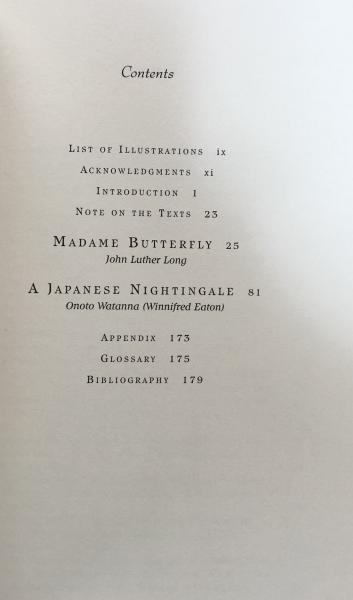 Contents
List of Illustrations ix
Acknowledgments xi
Introduction 1
Note on the Texts 23
Madame Butterfly 25
John Luther Long
A Japanese Nightingale 81
Onoto Watanna (Winnifred Eaton)
Appendix 173
Glossary 175
Bibliography 179